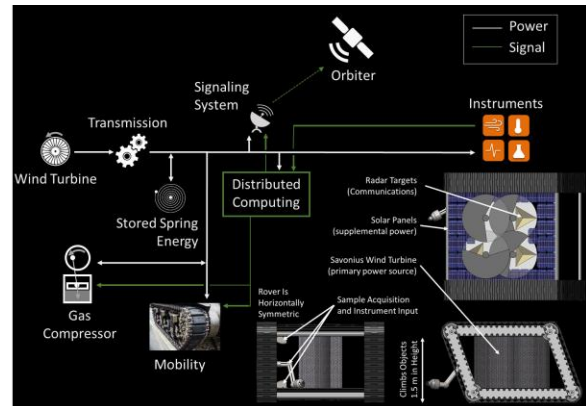 Power
Signal
Orbiter
Signaling
System
Instruments
Transmission
Wind Turbine
Distributed
Computing
Stored Spring
Energy
Radar Targets
(Communications)
Solar Panels
(supplemental power)
Savonius Wind Turbine
(primary power source)
Gas
Compressor
Mobility
Rover Is
Horizontally
Symmetric
Sample Acquisition
and Instrument Input
Climbs Objects
1.5 m in Height